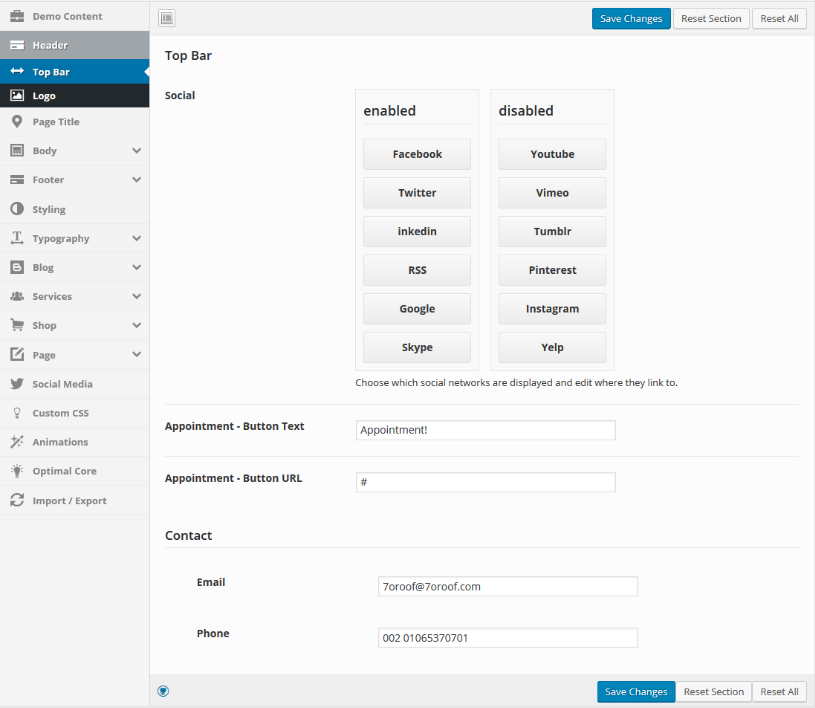 Demo Content
Header
Top Bar
Logo
Page Title
Body
Footer
Styling
Typography
Blog
Services
Shop
Page
Social Media
Custom CSS
Animations
Optimal Core
Import / Export
Save Changes Reset Section Reset All
Top Bar
Social
enabled
Facebook
Twitter
inkedin
RSS
Google
Skype
disabled
Youtube
Vimeo
Tumblr
Pinterest
Instagram
Yelp
Choose which social networks are displayed and edit where they link to.
Appointment - Button Text
Appointment!
Appointment - Button URL
#
Contact
Email
7oroof@7oroof.com
Phone
002 01065370701
Save Changes Reset Section Reset All